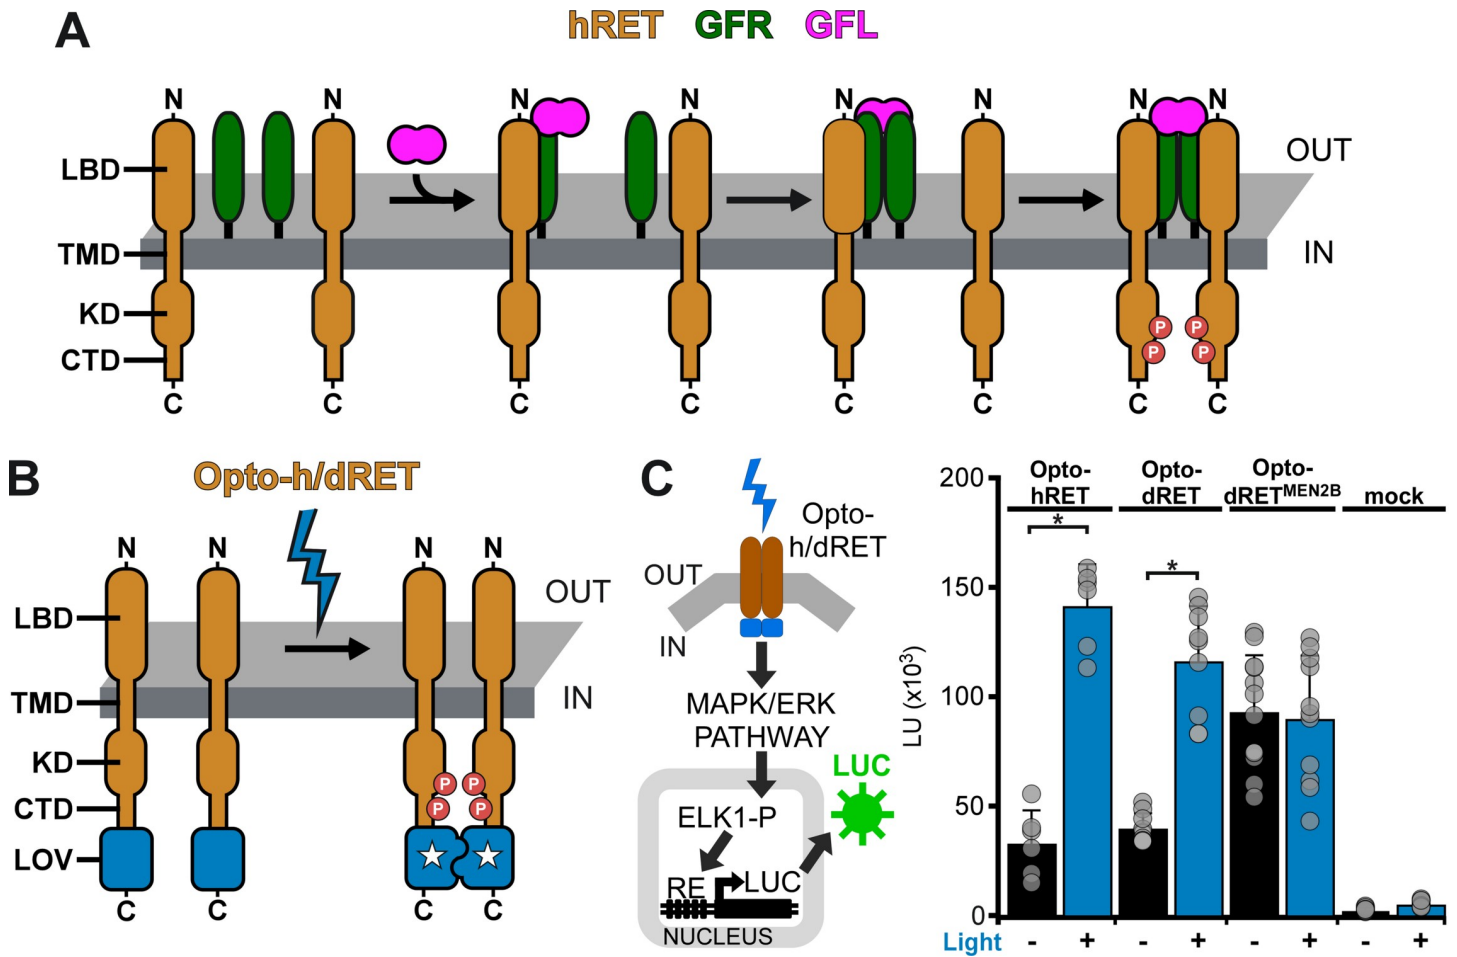 A
hRET GFR GFL
N N N N N N N N
LBD
OUT
TMD
IN
KD
P P
CTD
P P
C C C C C C C C
B
Opto-h/dRET
N N N N
OUT
LBD
IN
TMD
KD
P P
CTD
P P
LOV
C C C C
C
Opto-
h/dRET
OUT
IN
MAPK/ERK
PATHWAY
LUC
ELK1-P
RE LUC
NUCLEUS
Opto-
hRET
Opto-
dRET
Opto-
dRETMEN2B
mock
* *
LU (x10³)
200
150
100
50
0
Light - + - + - + - +